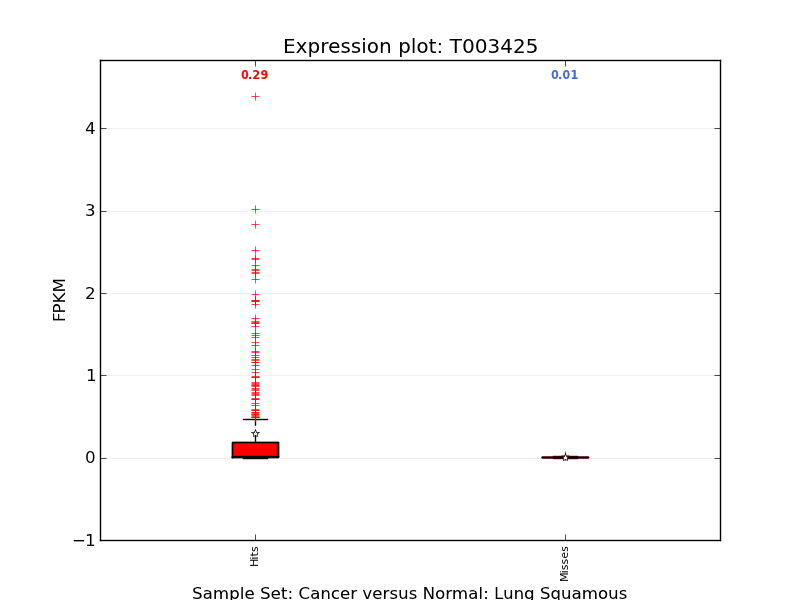 Expression plot: T003425
0.29
0.01
4
3
2
1
0
−1
FPKM
Hits
Misses
Sample Set: Cancer versus Normal: Lung Squamous